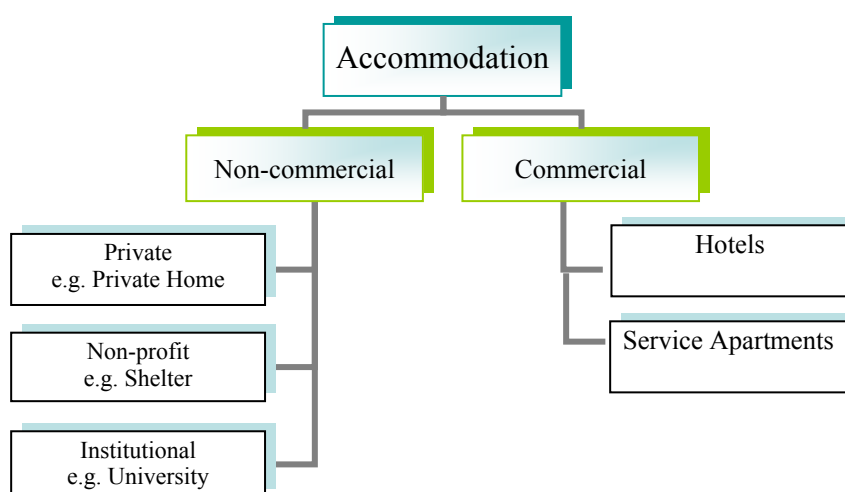 Accommodation
Non-commercial
Commercial
Private
e.g. Private Home
Non-profit
e.g. Shelter
Institutional
e.g. University
Hotels
Service Apartments